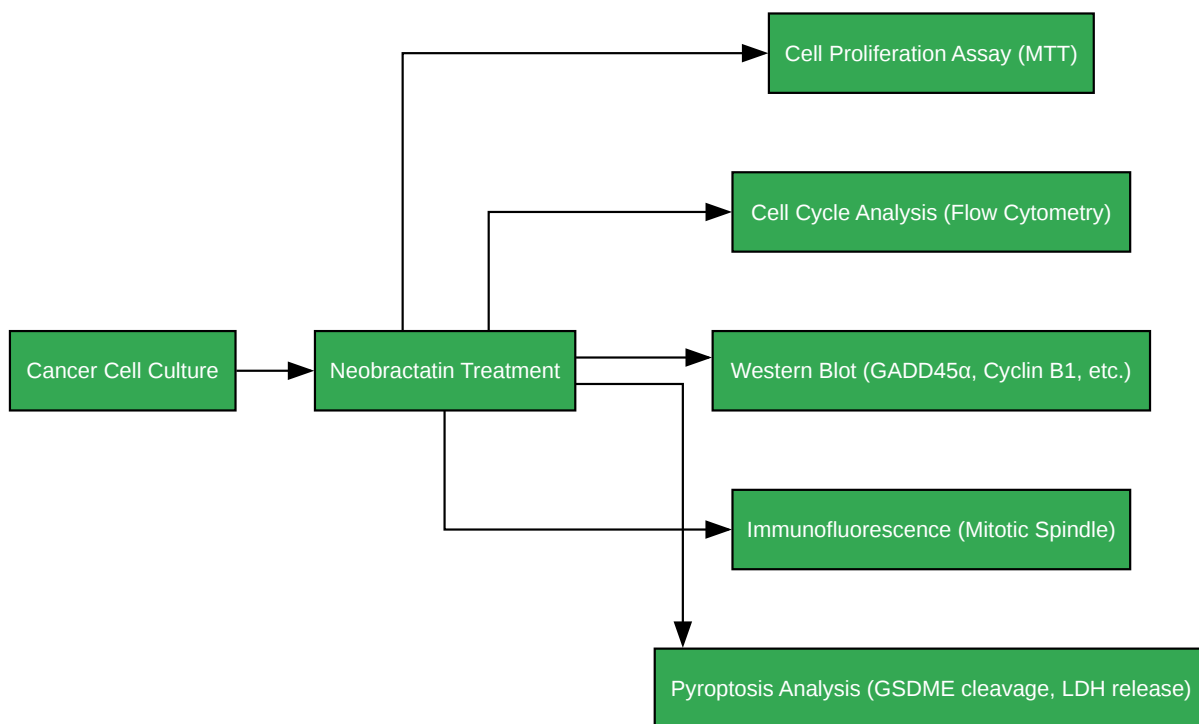 Cell Proliferation Assay (MTT)
Cell Cycle Analysis (Flow Cytometry)
Cancer Cell Culture
Neobractatin Treatment
Western Blot (GADD45α, Cyclin B1, etc.)
Immunofluorescence (Mitotic Spindle)
Pyroptosis Analysis (GSDME cleavage, LDH release)